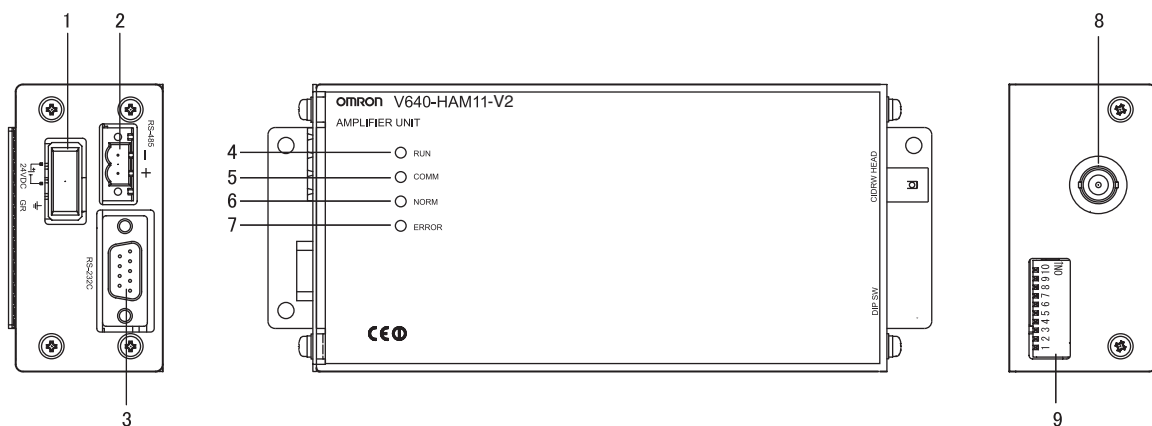 1
2
8
RS-485
24VDC
GR
- +
RS-232C
3
OMRON V640-HAM11-V2
AMPLIFIER UNIT
4 RUN
5 COMM
6 NORM
7 ERROR
CE
CIDRW HEAD
DIP SW
ON↓
1 2 3 4 5 6 7 8 9 10
9